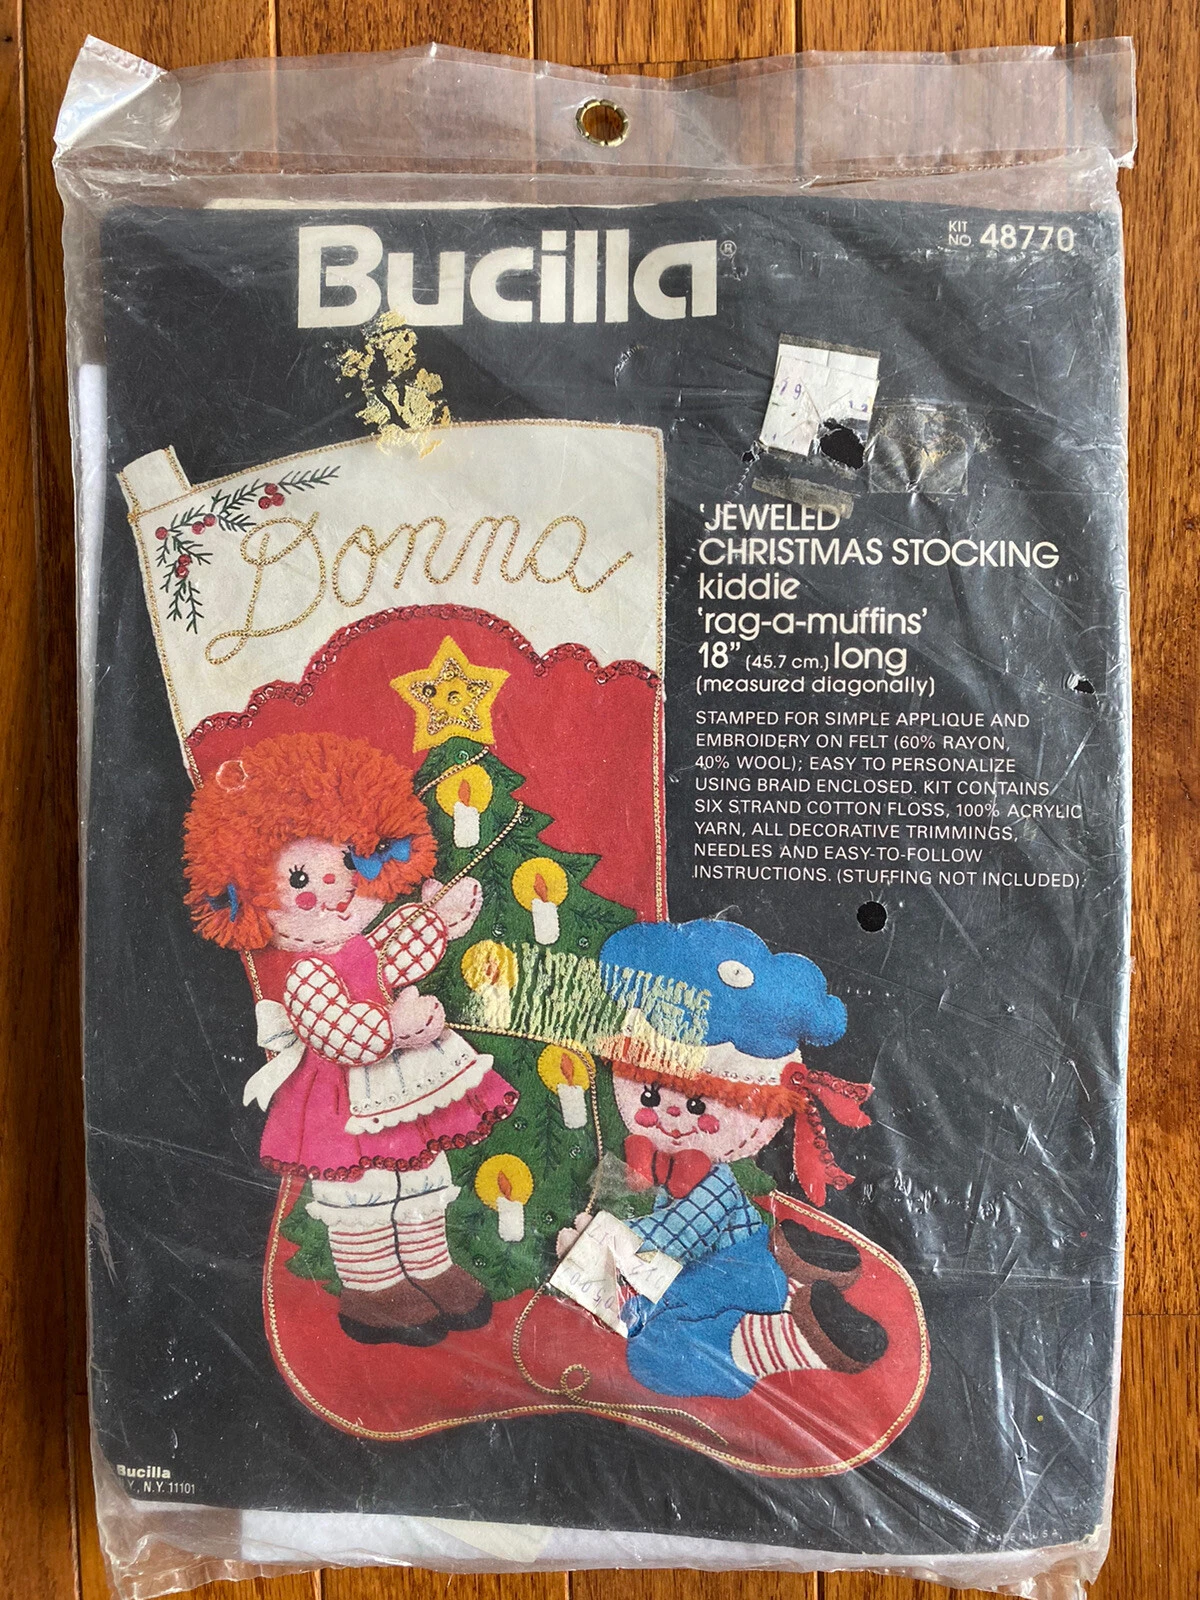 Bucilla®
KIT NO 48770
Donna
'JEWELED'
CHRISTMAS STOCKING
kiddie
'rag-a-muffins'
18” (45.7 cm.) long
(measured diagonally)
STAMPED FOR SIMPLE APPLIQUE AND
EMBROIDERY ON FELT (60% RAYON,
40% WOOL); EASY TO PERSONALIZE
USING BRAID ENCLOSED. KIT CONTAINS
SIX STRAND COTTON FLOSS, 100% ACRYLIC
YARN, ALL DECORATIVE TRIMMINGS,
NEEDLES AND EASY-TO-FOLLOW
INSTRUCTIONS. (STUFFING NOT INCLUDED).
Bucilla
Y., N.Y. 11101
MADE IN U.S.A.